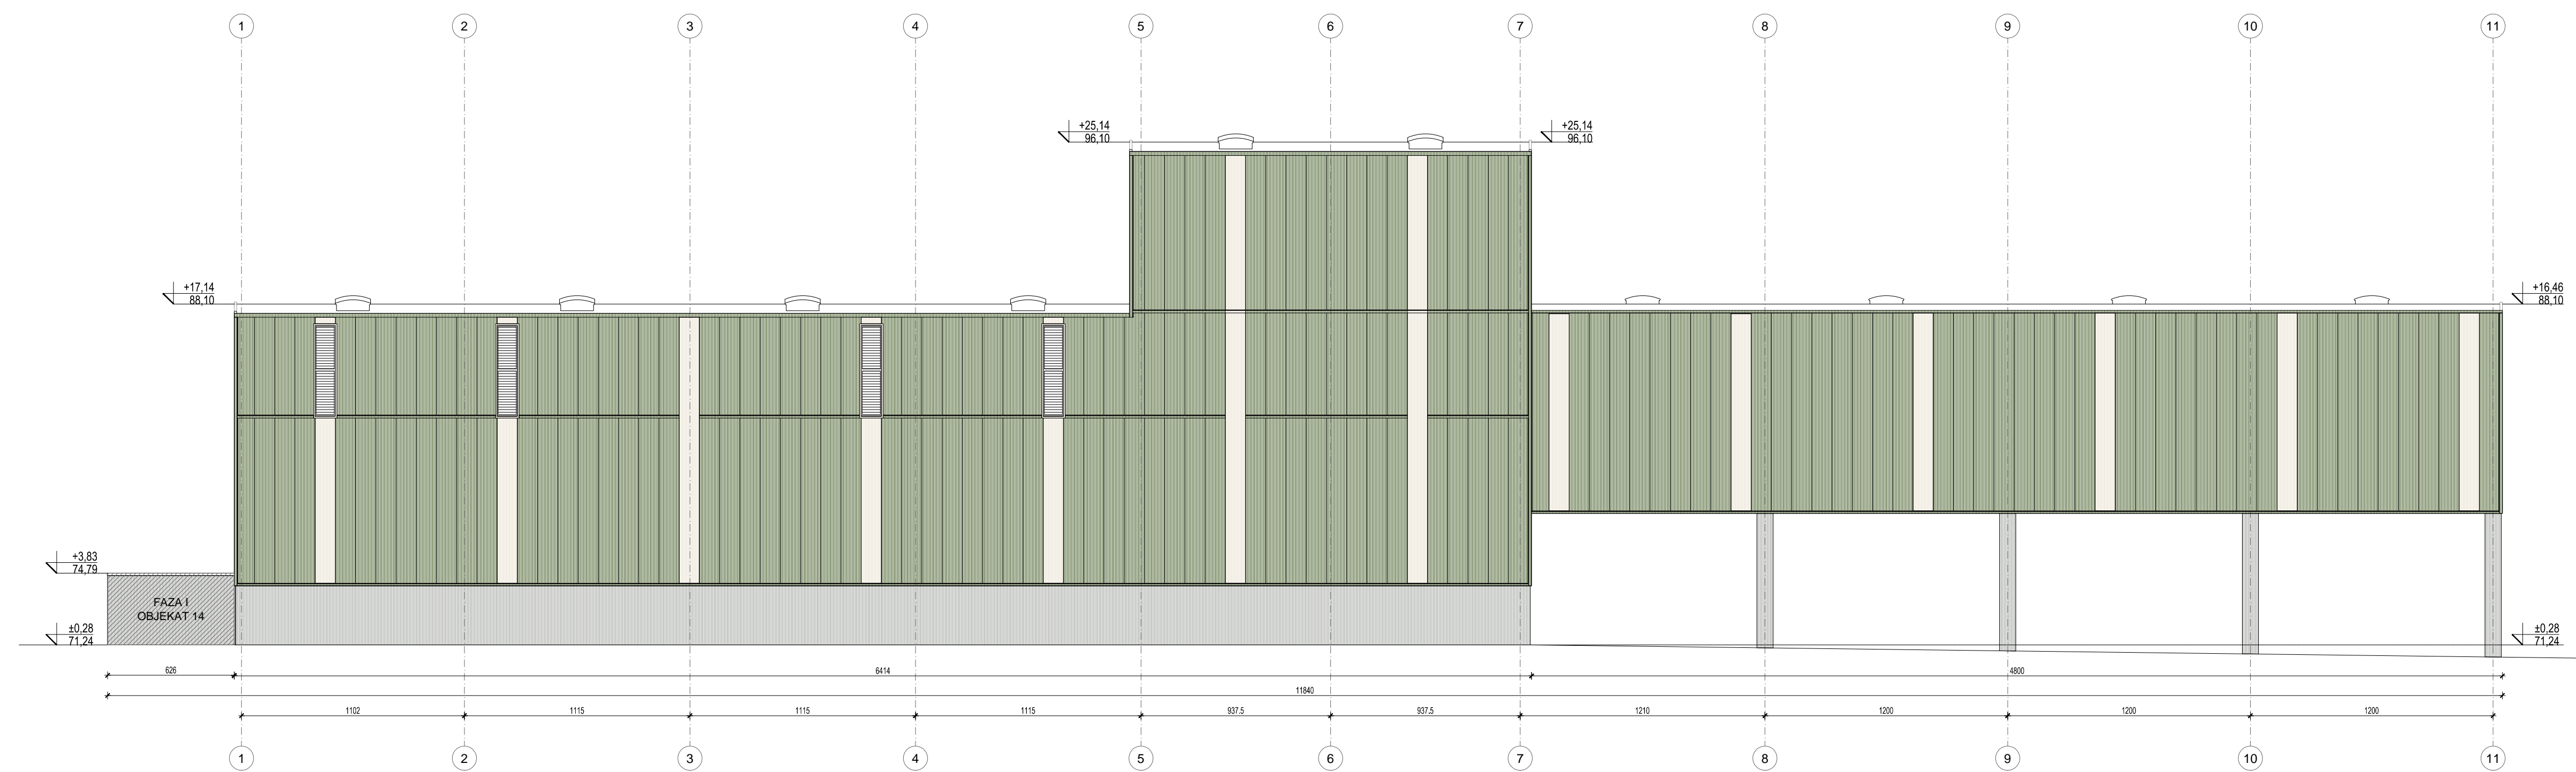 1 2 3 4 5 6 7 8 9 10 11
+25,14
96,10
+25,14
96,10
+17,14
88,10
+16,46
88,10
+3,83
74,79
FAZA I
OBJEKAT 14
±0,28
71,24
±0,28
71,24
626 6414 4800
11840
1102 1115 1115 1115 937.5 937.5 1210 1200 1200 1200
1 2 3 4 5 6 7 8 9 10 11